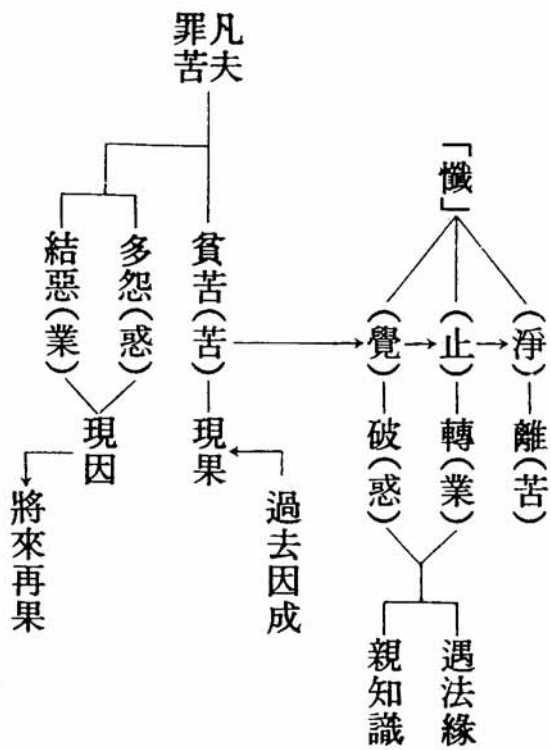 凡夫
罪苦
「懺」
(淨)離(苦)
(止)轉(業)
(覺)破(惑)
遇法緣
親知識
貧苦(苦)
現果
過去因成
多怨(惑)
結惡(業)
現因
將來再果